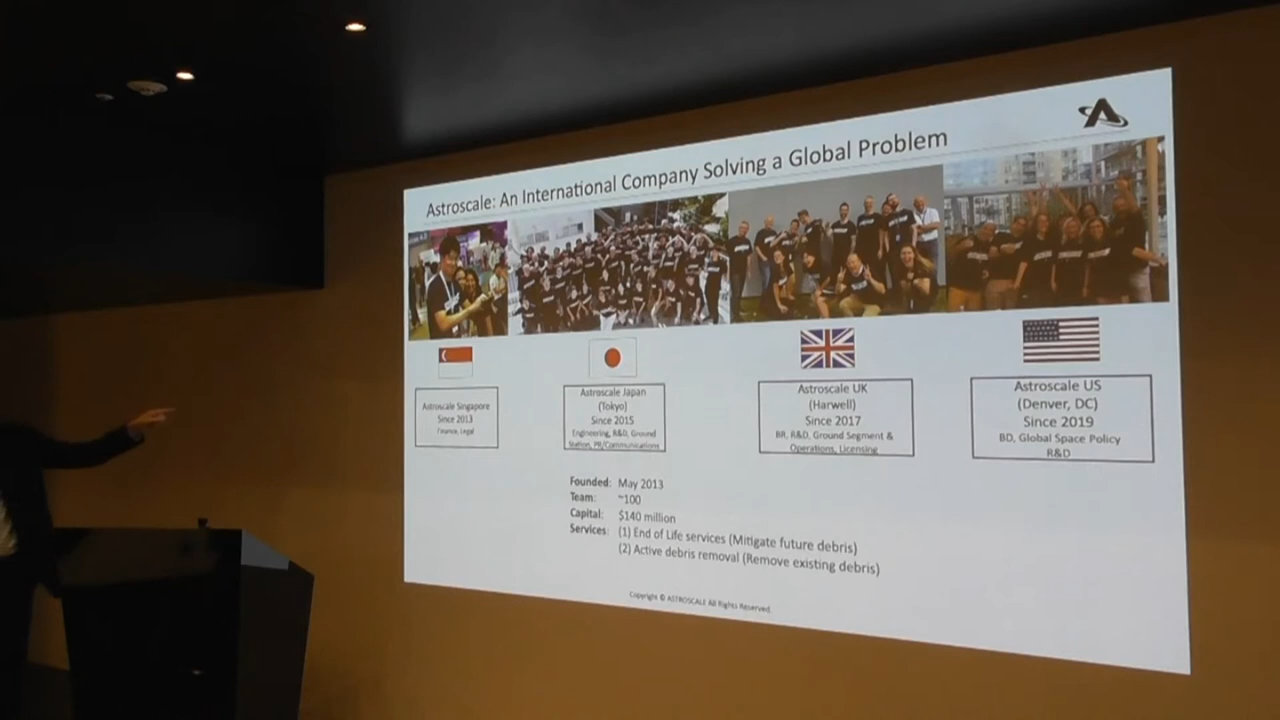 Astroscale: An International Company Solving a Global Problem
Astroscale Singapore
Since 2013
Finance, Legal
Astroscale Japan
(Tokyo)
Since 2015
Engineering, R&D, Ground
Station, PR/Communications
Astroscale UK
(Harwell)
Since 2017
BR, R&D, Ground Segment &
Operations, Licensing
Astroscale US
(Denver, DC)
Since 2019
BD, Global Space Policy
R&D
Founded: May 2013
Team: ~100
Capital: $140 million
Services: (1) End of Life services (Mitigate future debris)
(2) Active debris removal (Remove existing debris)
Copyright © ASTROSCALE All Rights Reserved.